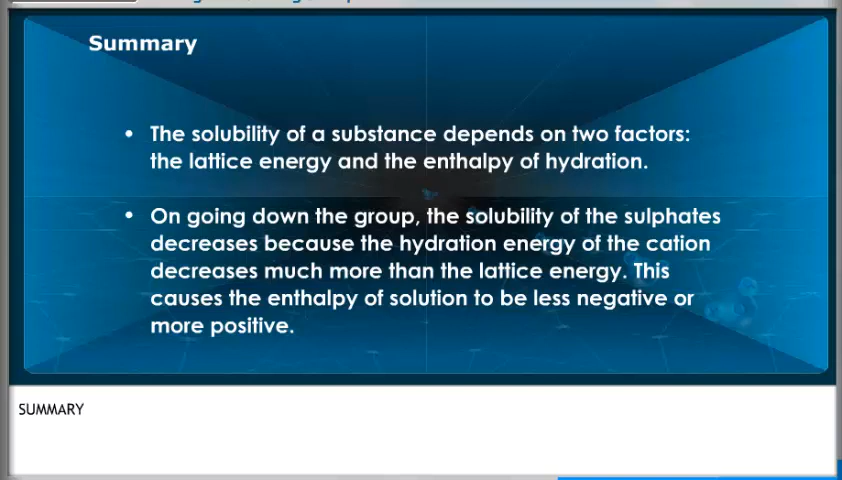 Summary
• The solubility of a substance depends on two factors:
the lattice energy and the enthalpy of hydration.
• On going down the group, the solubility of the sulphates
decreases because the hydration energy of the cation
decreases much more than the lattice energy. This
causes the enthalpy of solution to be less negative or
more positive.
SUMMARY